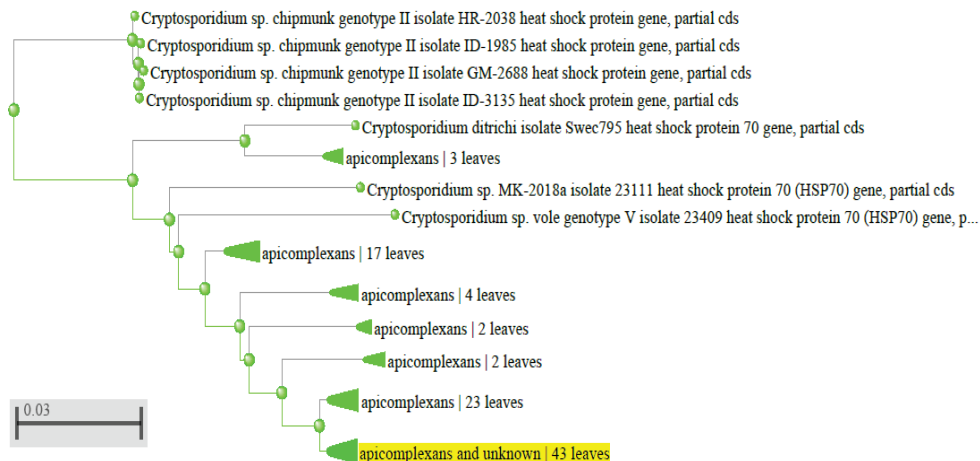 Cryptosporidium sp. chipmunk genotype II isolate HR-2038 heat shock protein gene, partial cds
Cryptosporidium sp. chipmunk genotype II isolate ID-1985 heat shock protein gene, partial cds
Cryptosporidium sp. chipmunk genotype II isolate GM-2688 heat shock protein gene, partial cds
Cryptosporidium sp. chipmunk genotype II isolate ID-3135 heat shock protein gene, partial cds
Cryptosporidium ditrichi isolate Swec795 heat shock protein 70 gene, partial cds
apicomplexans | 3 leaves
Cryptosporidium sp. MK-2018a isolate 23111 heat shock protein 70 (HSP70) gene, partial cds
Cryptosporidium sp. vole genotype V isolate 23409 heat shock protein 70 (HSP70) gene, p...
apicomplexans | 17 leaves
apicomplexans | 4 leaves
apicomplexans | 2 leaves
apicomplexans | 2 leaves
apicomplexans | 23 leaves
0.03
apicomplexans and unknown | 43 leaves